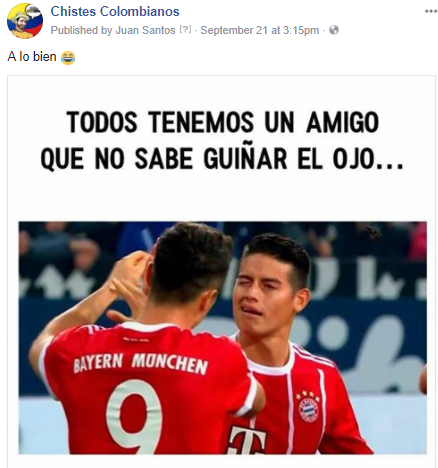 Chistes Colombianos
Published by Juan Santos [?] · September 21 at 3:15pm ·
A lo bien 😂
TODOS TENEMOS UN AMIGO
QUE NO SABE GUIÑAR EL OJO...
BAYERN MÜNCHEN
9
T